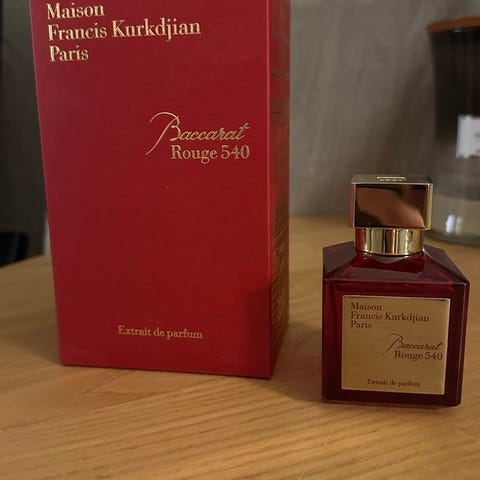 Maison
Francis Kurkdjian
Paris
Baccarat
Rouge 540
Extrait de parfum
Maison
Francis Kurkdjian
Paris
Baccarat
Rouge 540
Extrait de parfum